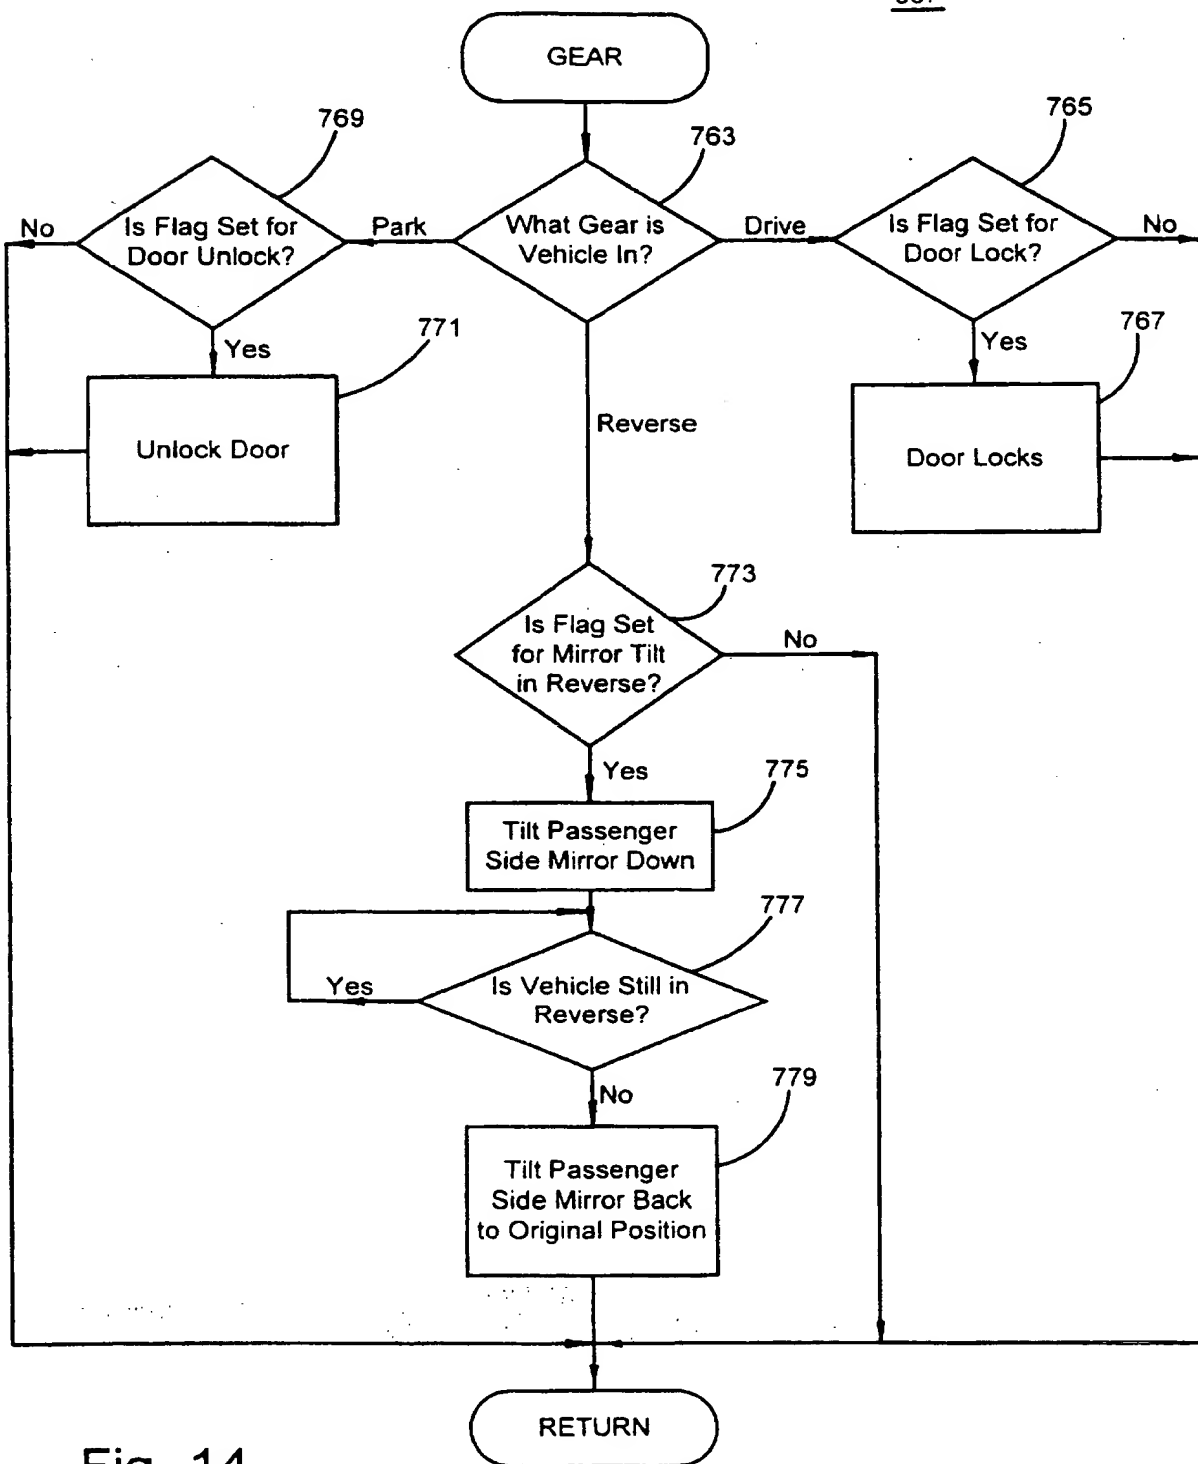 GEAR
769
763
765
Is Flag Set for
Door Unlock?
No
Park
What Gear is
Vehicle In?
Drive
Is Flag Set for
Door Lock?
No
Yes
771
Unlock Door
Reverse
Yes
767
Door Locks
773
Is Flag Set
for Mirror Tilt
in Reverse?
No
Yes
775
Tilt Passenger
Side Mirror Down
777
Is Vehicle Still in
Reverse?
Yes
No
779
Tilt Passenger
Side Mirror Back
to Original Position
RETURN
Fig. 14